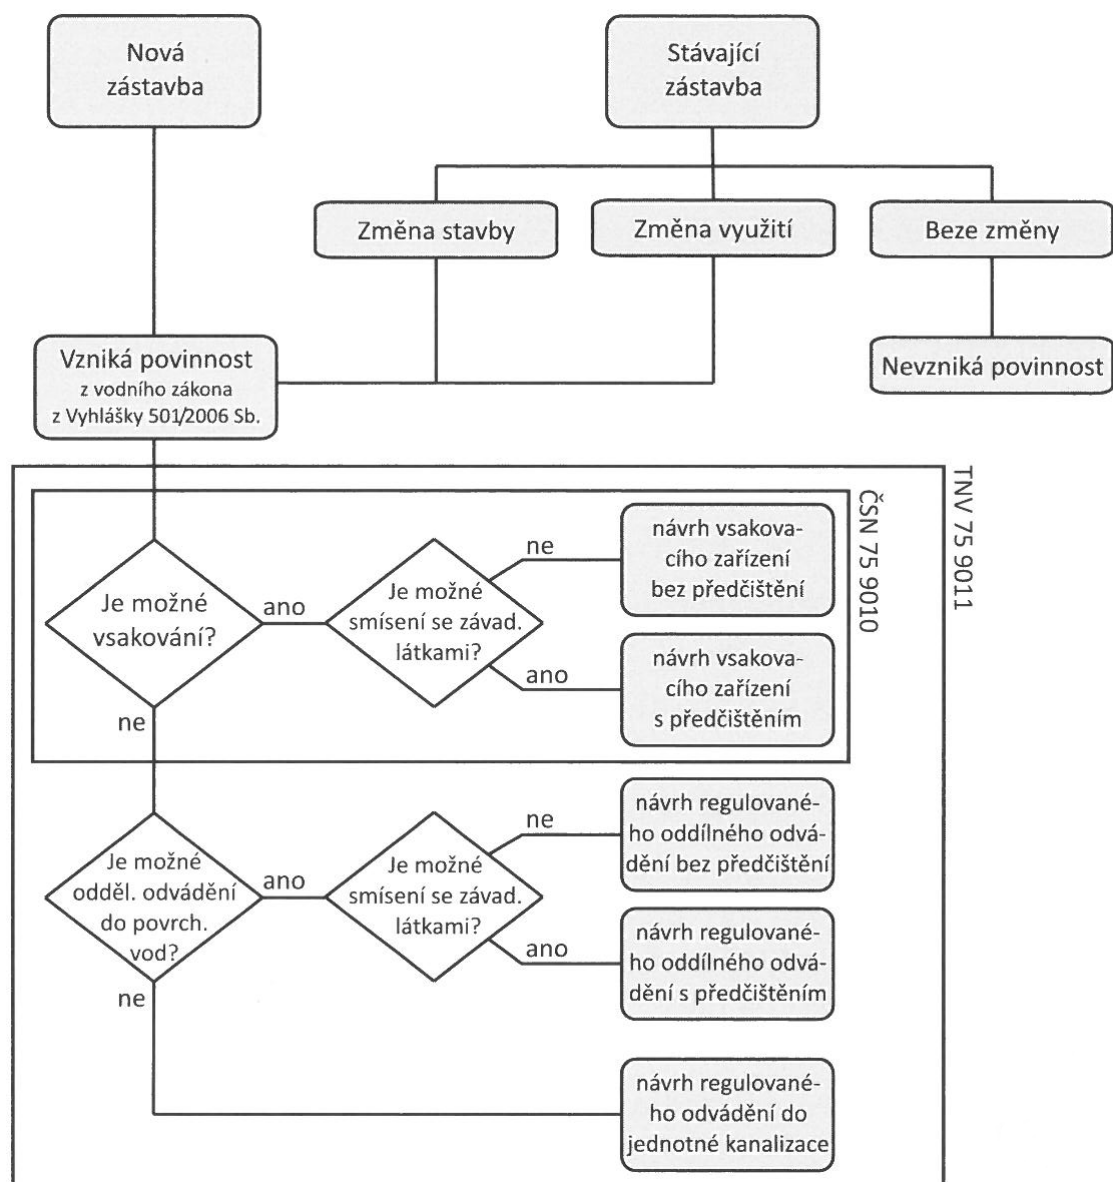 Nová
zástavba
Stávající
zástavba
Změna stavby
Změna využití
Beze změny
Vzniká povinnost
z vodního zákona
z Vyhlášky 501/2006 Sb.
Nevzniká povinnost
TNV 75 9011
ČSN 75 9010
Je možné
vsakování?
ano
Je možné
smísení se závad.
látkami?
ne
návrh vsakova-
cího zařízení
bez předčištění
ano
návrh vsakova-
cího zařízení
s předčištěním
ne
Je možné
odděl. odvádění
do povrch.
vod?
ano
Je možné
smísení se závad.
látkami?
ne
návrh regulované-
ho oddílného odvá-
dění bez předčištění
ano
návrh regulované-
ho oddílného odvá-
dění s předčištěním
ne
návrh regulované-
ho odvádění do
jednotné kanalizace